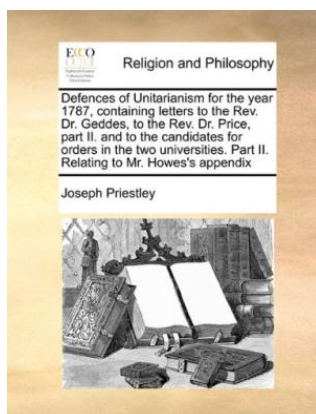 ECCO
Religion and Philosophy
Defences of Unitarianism for the year
1787, containing letters to the Rev.
Dr. Geddes, to the Rev. Dr. Price,
part II. and to the candidates for
orders in the two universities. Part II.
Relating to Mr. Howes's appendix
Joseph Priestley